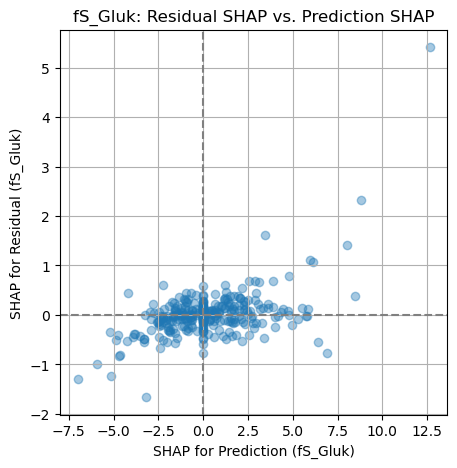 fS_Gluk: Residual SHAP vs. Prediction SHAP
SHAP for Residual (fS_Gluk)
5
4
3
2
1
0
−1
−2
−7.5 −5.0 −2.5 0.0 2.5 5.0 7.5 10.0 12.5
SHAP for Prediction (fS_Gluk)